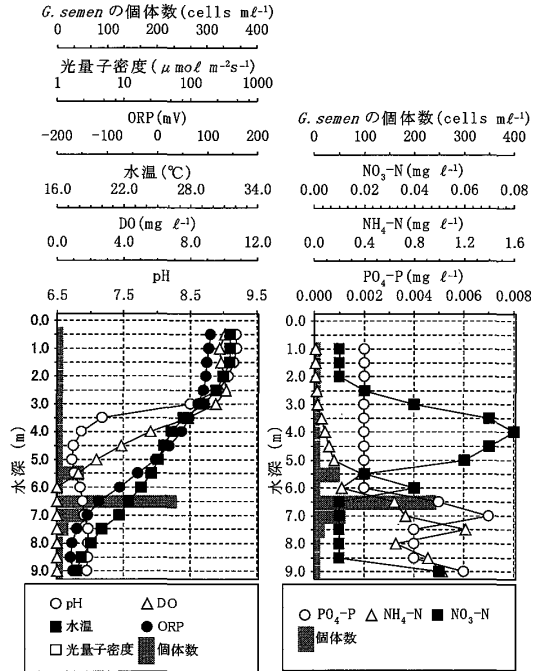 G. semen の個体数(cells mℓ⁻¹)
0 100 200 300 400
光量子密度(μmolℓ m⁻²s⁻¹)
1 5 10 50 100 500 1000
ORP(mV)
-200 -100 0 100 200
水温(℃)
16.0 22.0 28.0 34.0
DO(mg ℓ⁻¹)
0.0 4.0 8.0 12.0
pH
6.5 7.5 8.5 9.5
0.0
1.0
2.0
3.0
4.0
5.0
6.0
7.0
8.0
9.0
水深(m)
pH DO
水温 ORP
光量子密度 個体数
G. semen の個体数(cells mℓ⁻¹)
0 100 200 300 400
NO₃-N(mg ℓ⁻¹)
0.00 0.02 0.04 0.06 0.08
NH₄-N(mg ℓ⁻¹)
0.0 0.4 0.8 1.2 1.6
PO₄-P(mg ℓ⁻¹)
0.000 0.002 0.004 0.006 0.008
0.0
1.0
2.0
3.0
4.0
5.0
6.0
7.0
8.0
9.0
水深(m)
PO₄-P NH₄-N NO₃-N
個体数